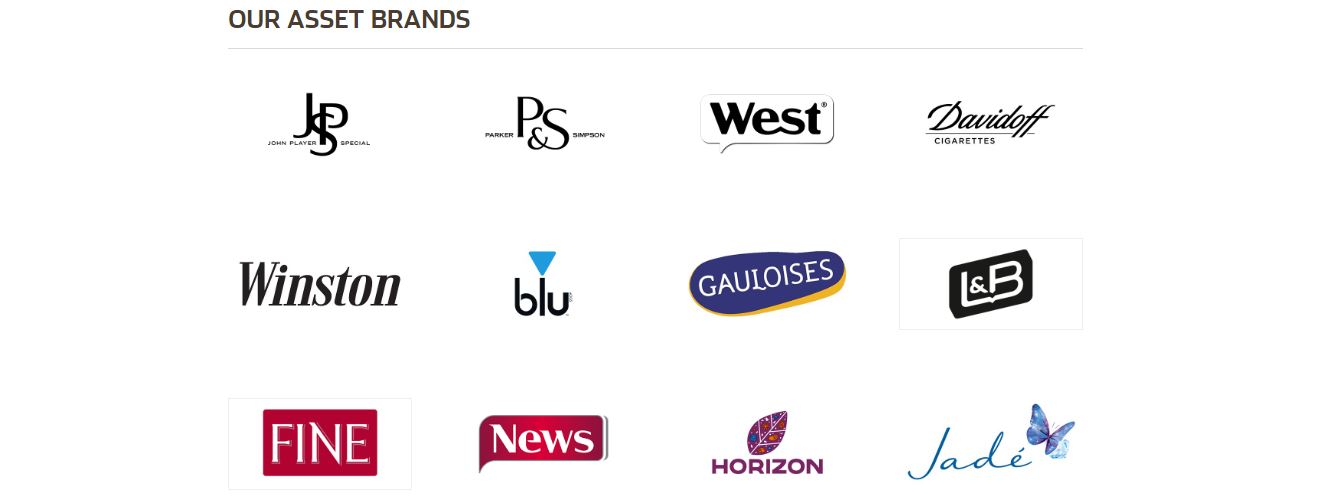 OUR ASSET BRANDS
JPS
JOHN PLAYER SPECIAL
P&S
PARKER SIMPSON
West®
Davidoff
CIGARETTES
Winston
blu
GAULOISES
L&B
FINE
News
HORIZON
Jadé